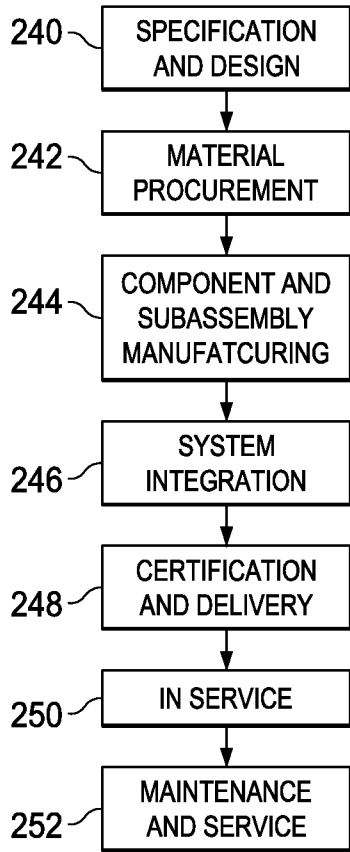 240
SPECIFICATION
AND DESIGN
242
MATERIAL
PROCUREMENT
244
COMPONENT AND
SUBASSEMBLY
MANUFATCURING
246
SYSTEM
INTEGRATION
248
CERTIFICATION
AND DELIVERY
250
IN SERVICE
252
MAINTENANCE
AND SERVICE